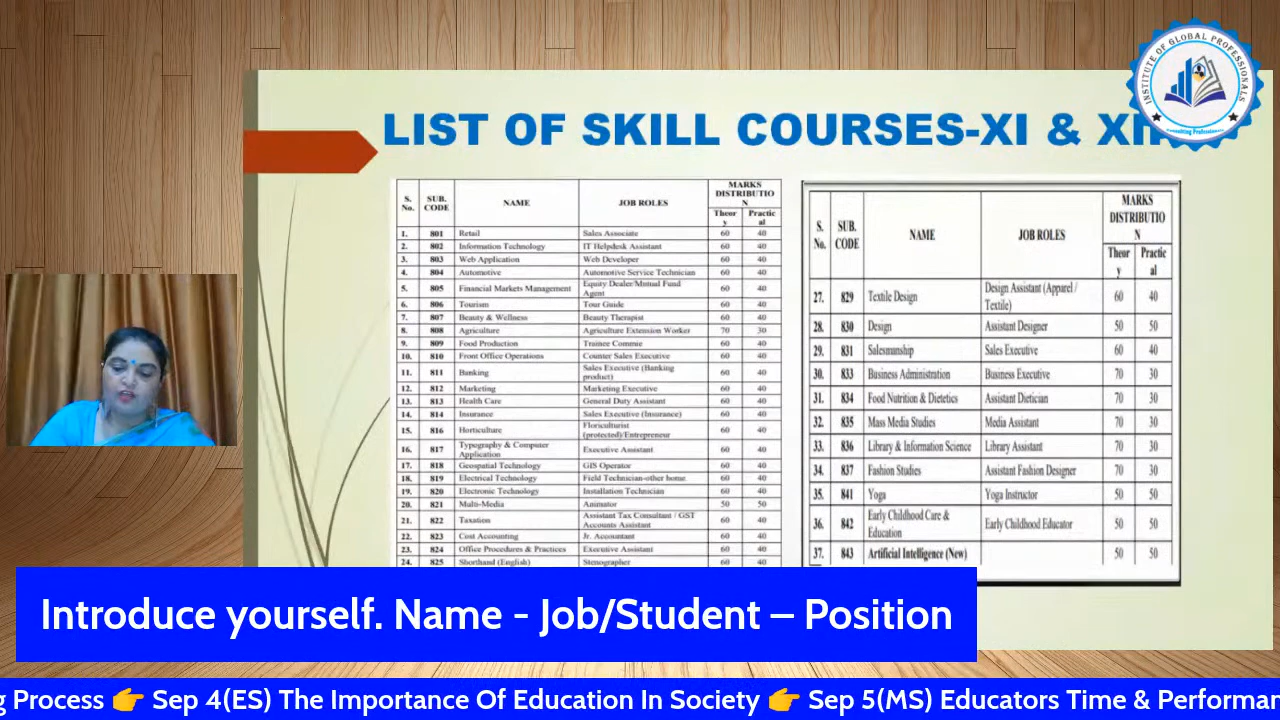 INSTITUTE OF GLOBAL PROFESSIONALS
Consulting Professionals
LIST OF SKILL COURSES-XI & XII
S. No. SUB. CODE NAME JOB ROLES MARKS DISTRIBUTIO N
Theor y Practic al
1. 801 Retail Sales Associate 60 40
2. 802 Information Technology IT Helpdesk Assistant 60 40
3. 803 Web Application Web Developer 60 40
4. 804 Automotive Automotive Service Technician 60 40
5. 805 Financial Markets Management Equity Dealer/Mutual Fund Agent 60 40
6. 806 Tourism Tour Guide 60 40
7. 807 Beauty & Wellness Beauty Therapist 60 40
8. 808 Agriculture Agriculture Extension Worker 70 30
9. 809 Food Production Trainee Commie 60 40
10. 810 Front Office Operations Counter Sales Executive 60 40
11. 811 Banking Sales Executive (Banking product) 60 40
12. 812 Marketing Marketing Executive 60 40
13. 813 Health Care General Duty Assistant 60 40
14. 814 Insurance Sales Executive (Insurance) 60 40
15. 816 Horticulture Floriculturist (protected)/Entrepreneur 60 40
16. 817 Typography & Computer Application Executive Assistant 60 40
17. 818 Geospatial Technology GIS Operator 60 40
18. 819 Electrical Technology Field Technician-other home 60 40
19. 820 Electronic Technology Installation Technician 60 40
20. 821 Multi-Media Animator 50 50
21. 822 Taxation Assistant Tax Consultant / GST Accounts Assistant 60 40
22. 823 Cost Accounting Jr. Accountant 60 40
23. 824 Office Procedures & Practices Executive Assistant 60 40
24. 825 Shorthand (English) Stenographer 60 40
S. No. SUB. CODE NAME JOB ROLES MARKS DISTRIBUTIO N
Theor y Practic al
27. 829 Textile Design Design Assistant (Apparel / Textile) 60 40
28. 830 Design Assistant Designer 50 50
29. 831 Salesmanship Sales Executive 60 40
30. 833 Business Administration Business Executive 70 30
31. 834 Food Nutrition & Dietetics Assistant Dietician 70 30
32. 835 Mass Media Studies Media Assistant 70 30
33. 836 Library & Information Science Library Assistant 70 30
34. 837 Fashion Studies Assistant Fashion Designer 70 30
35. 841 Yoga Yoga Instructor 50 50
36. 842 Early Childhood Care & Education Early Childhood Educator 50 50
37. 843 Artificial Intelligence (New) 50 50
Introduce yourself. Name - Job/Student – Position
g Process 👉 Sep 4(ES) The Importance Of Education In Society 👉 Sep 5(MS) Educators Time & Performan